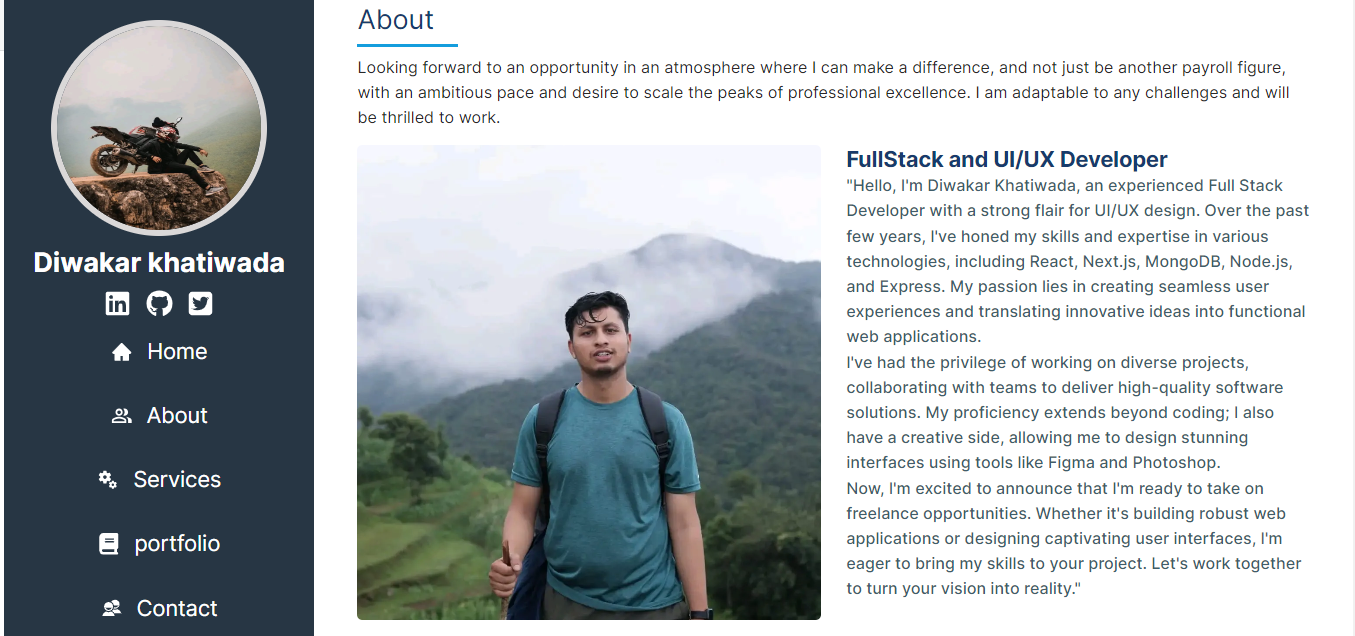 Diwakar khatiwada
Home
About
Services
portfolio
Contact
About
Looking forward to an opportunity in an atmosphere where I can make a difference, and not just be another payroll figure,
with an ambitious pace and desire to scale the peaks of professional excellence. I am adaptable to any challenges and will
be thrilled to work.
FullStack and UI/UX Developer
"Hello, I'm Diwakar Khatiwada, an experienced Full Stack
Developer with a strong flair for UI/UX design. Over the past
few years, I've honed my skills and expertise in various
technologies, including React, Next.js, MongoDB, Node.js,
and Express. My passion lies in creating seamless user
experiences and translating innovative ideas into functional
web applications.
I've had the privilege of working on diverse projects,
collaborating with teams to deliver high-quality software
solutions. My proficiency extends beyond coding; I also
have a creative side, allowing me to design stunning
interfaces using tools like Figma and Photoshop.
Now, I'm excited to announce that I'm ready to take on
freelance opportunities. Whether it's building robust web
applications or designing captivating user interfaces, I'm
eager to bring my skills to your project. Let's work together
to turn your vision into reality."